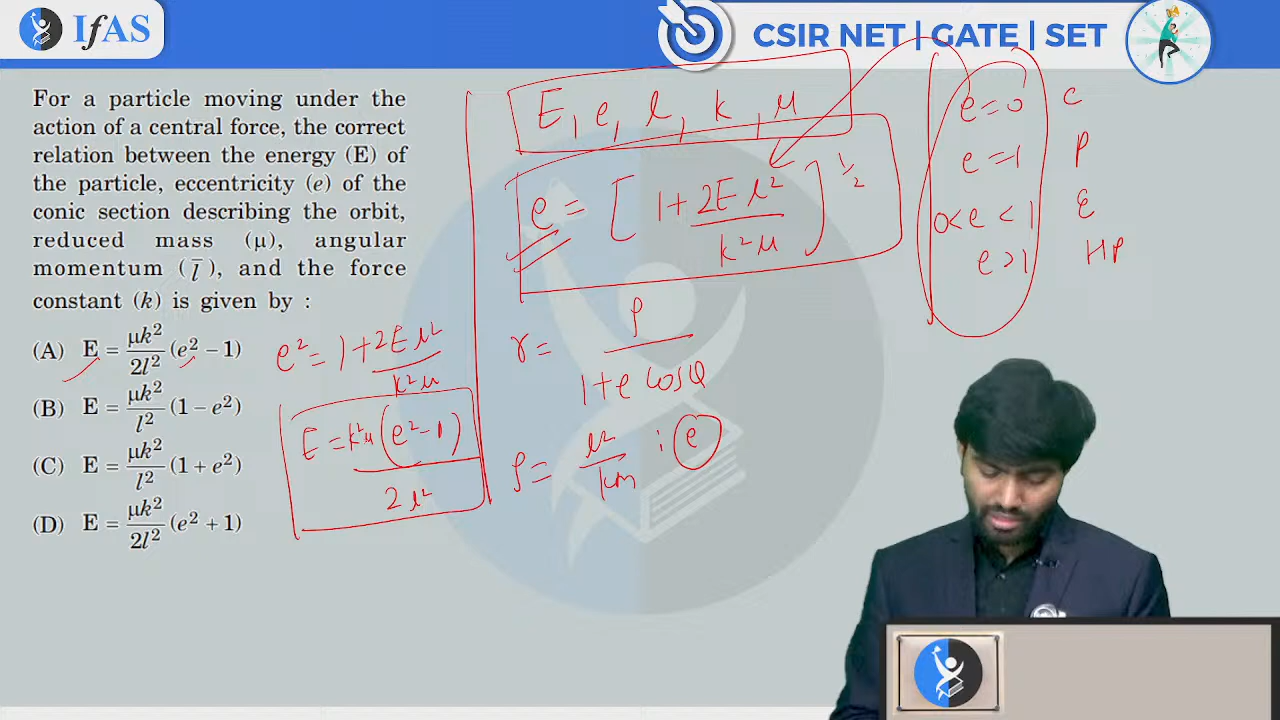 IfAS
CSIR NET | GATE | SET
For a particle moving under the
action of a central force, the correct
relation between the energy (E) of
the particle, eccentricity (e) of the
conic section describing the orbit,
reduced mass (μ), angular
momentum (l̅), and the force
constant (k) is given by :
(A) E = μk²/2l² (e² – 1)
(B) E = μk²/l² (1 – e²)
(C) E = μk²/l² (1 + e²)
(D) E = μk²/2l² (e² + 1)
e² = 1 + 2El²/k²μ
E = k²μ(e² – 1)/2l²
E, e, l, k, μ
e = [1 + 2El²/k²μ]^1/2
r = ρ/1 + e cosθ
ρ = l²/km ; e
e = 0 C
e = 1 P
0 < e < 1 E
e > 1 HP